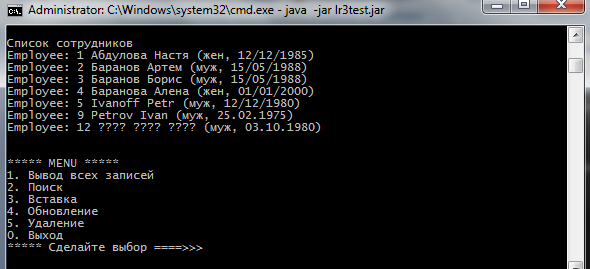 Administrator: C:\Windows\system32\cmd.exe - java -jar lr3test.jar
Список сотрудников
Employee: 1 Абдулова Настя (жен, 12/12/1985)
Employee: 2 Баранов Артем (муж, 15/05/1988)
Employee: 3 Баранов Борис (муж, 15/05/1988)
Employee: 4 Баранова Алена (жен, 01/01/2000)
Employee: 5 Ivanoff Petr (муж, 12/12/1980)
Employee: 9 Petrov Ivan (муж, 25.02.1975)
Employee: 12 ???? ???? ???? (муж, 03.10.1980)
***** MENU *****
1. Вывод всех записей
2. Поиск
3. Вставка
4. Обновление
5. Удаление
0. Выход
***** Сделайте выбор ====>>>